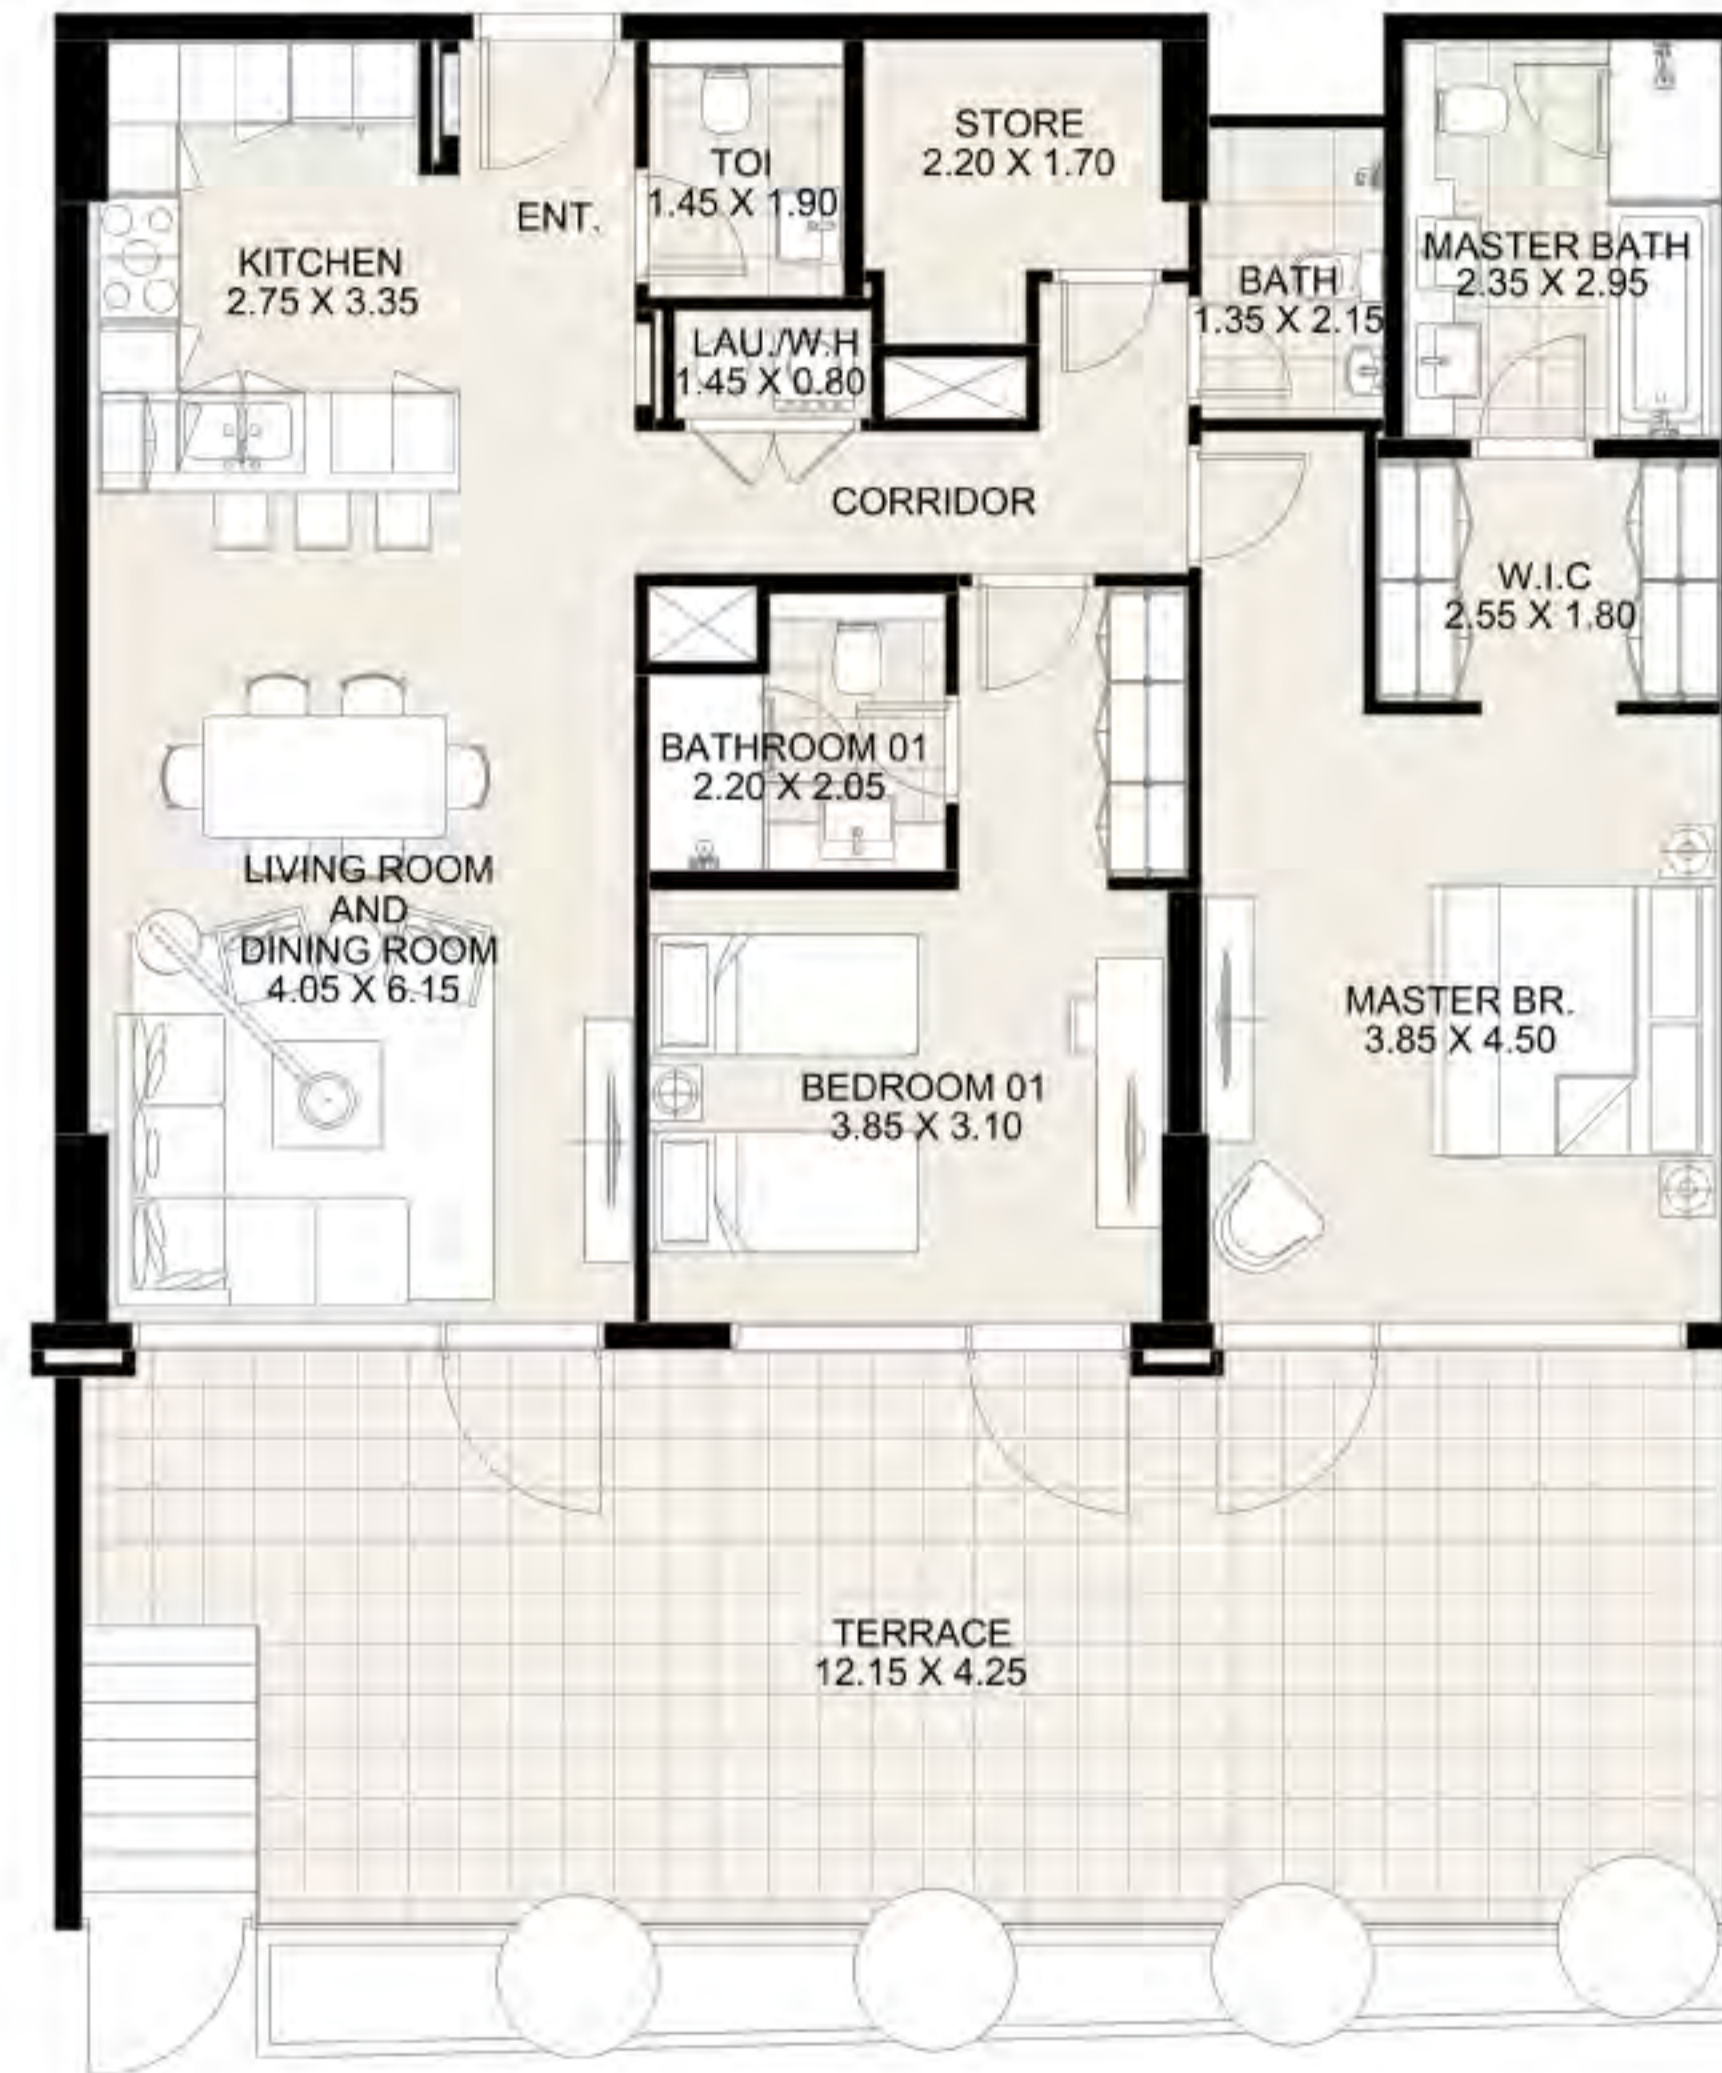 STORE
2.20 X 1.70
TOI
1.45 X 1.90
ENT.
KITCHEN
2.75 X 3.35
MASTER BATH
2.35 X 2.95
BATH
1.35 X 2.15
LAU./W.H
1.45 X 0.80
CORRIDOR
W.I.C
2.55 X 1.80
BATHROOM 01
2.20 X 2.05
LIVING ROOM
AND
DINING ROOM
4.05 X 6.15
MASTER BR.
3.85 X 4.50
BEDROOM 01
3.85 X 3.10
TERRACE
12.15 X 4.25